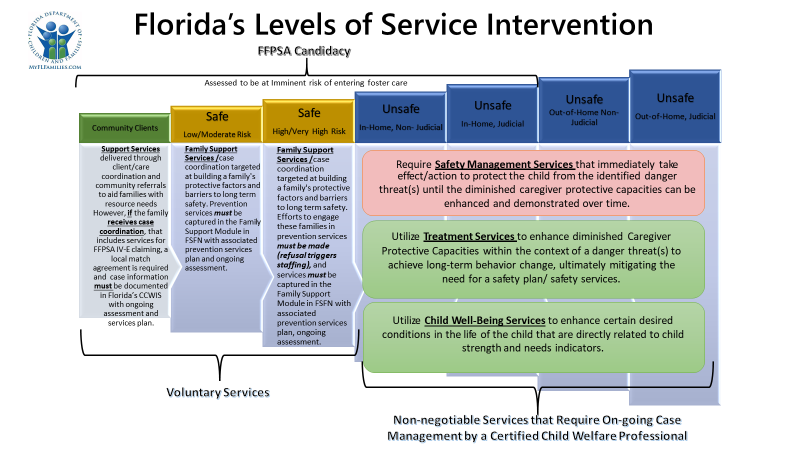 Florida's Levels of Service Intervention
FLORIDA DEPARTMENT OF CHILDREN AND FAMILIES
MYFLFAMILIES.COM
FFPSA Candidacy
Assessed to be at Imminent risk of entering foster care
Community Clients
Safe
Low/Moderate Risk
Safe
High/Very High Risk
Unsafe
In-Home, Non- Judicial
Unsafe
In-Home, Judicial
Unsafe
Out-of-Home Non-
Judicial
Unsafe
Out-of-Home, Judicial
Support Services
delivered through
client/care
coordination and
community referrals
to aid families with
resource needs
However, if the family
receives case
coordination, that
includes services for
FFPSA IV-E claiming, a
local match
agreement is required
and case information
must be documented
in Florida's CCWIS
with ongoing
assessment and
services plan.
Family Support
Services /case
coordination targeted
at building a family's
protective factors and
barriers to long term
safety. Prevention
services must be
captured in the Family
Support Module in
FSFN with associated
prevention services
plan and ongoing
assessment.
Family Support
Services /case
coordination
targeted at building
a family's protective
factors and barriers
to long term safety.
Efforts to engage
these families in
prevention services
must be made
(refusal triggers
staffing), and
services must be
captured in the
Family Support
Module in FSFN with
associated
prevention services
plan, ongoing
assessment.
Require Safety Management Services that immediately take
effect/action to protect the child from the identified danger
threat(s) until the diminished caregiver protective capacities can be
enhanced and demonstrated over time.
Utilize Treatment Services to enhance diminished Caregiver
Protective Capacities within the context of a danger threat(s) to
achieve long-term behavior change, ultimately mitigating the
need for a safety plan/ safety services.
Utilize Child Well-Being Services to enhance certain desired
conditions in the life of the child that are directly related to child
strength and needs indicators.
Voluntary Services
Non-negotiable Services that Require On-going Case
Management by a Certified Child Welfare Professional